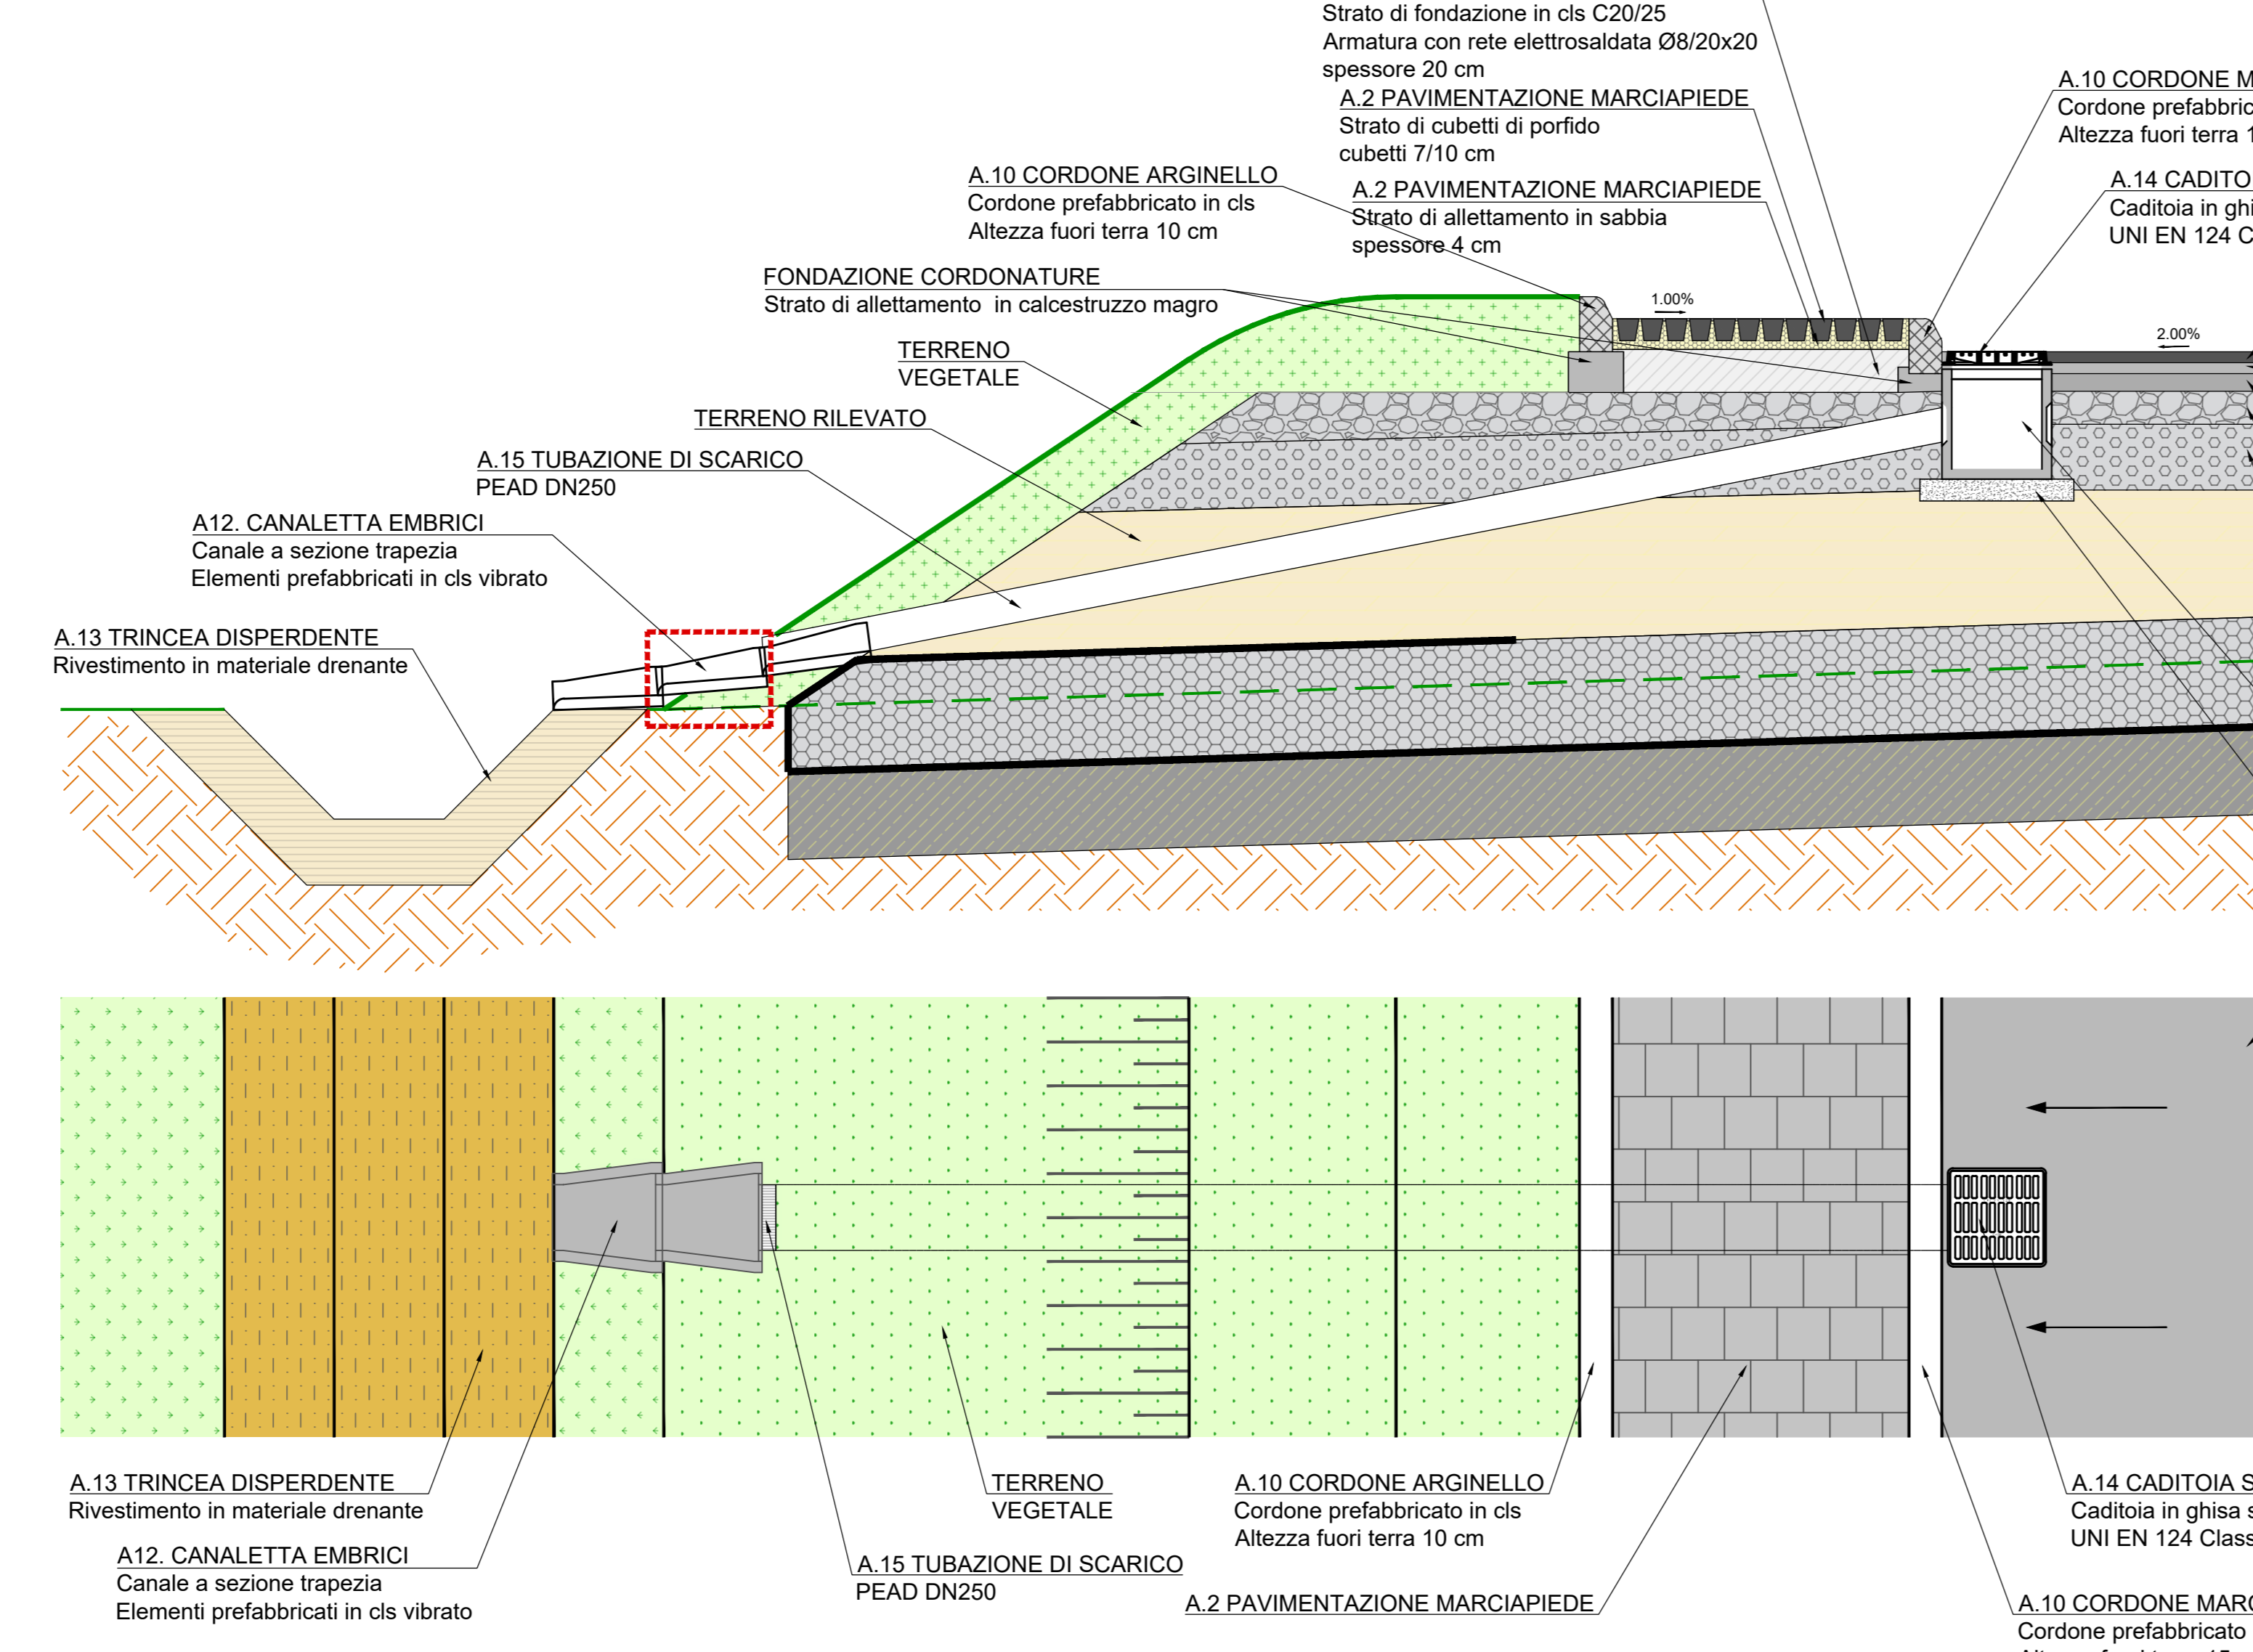 Strato di fondazione in cls C20/25
Armatura con rete elettrosaldata Ø8/20x20
spessore 20 cm
A.2 PAVIMENTAZIONE MARCIAPIEDE
Strato di cubetti di porfido
cubetti 7/10 cm
A.10 CORDONE
Cordone
Altezza fuori terra
A.10 CORDONE ARGINELLO
Cordone prefabbricato in cls
Altezza fuori terra 10 cm
A.2 PAVIMENTAZIONE MARCIAPIEDE
Strato di allettamento in sabbia
spessore 4 cm
A.14
Caditoia in
UNI EN 124
FONDAZIONE CORDONATURE
Strato di allettamento in calcestruzzo magro
1.00%
2.00%
TERRENO
VEGETALE
TERRENO RILEVATO
A.15 TUBAZIONE DI SCARICO
PEAD DN250
A12. CANALETTA EMBRICI
Canale a sezione trapezia
Elementi prefabbricati in cls vibrato
A.13 TRINCEA DISPERDENTE
Rivestimento in materiale drenante
A.13 TRINCEA DISPERDENTE
Rivestimento in materiale drenante
A12. CANALETTA EMBRICI
Canale a sezione trapezia
Elementi prefabbricati in cls vibrato
A.15 TUBAZIONE DI SCARICO
PEAD DN250
TERRENO
VEGETALE
A.10 CORDONE ARGINELLO
Cordone prefabbricato in cls
Altezza fuori terra 10 cm
A.2 PAVIMENTAZIONE MARCIAPIEDE
A.14 CADITOIA
Caditoia in ghisa
UNI EN 124
A.10 CORDONE
Cordone prefabbricato